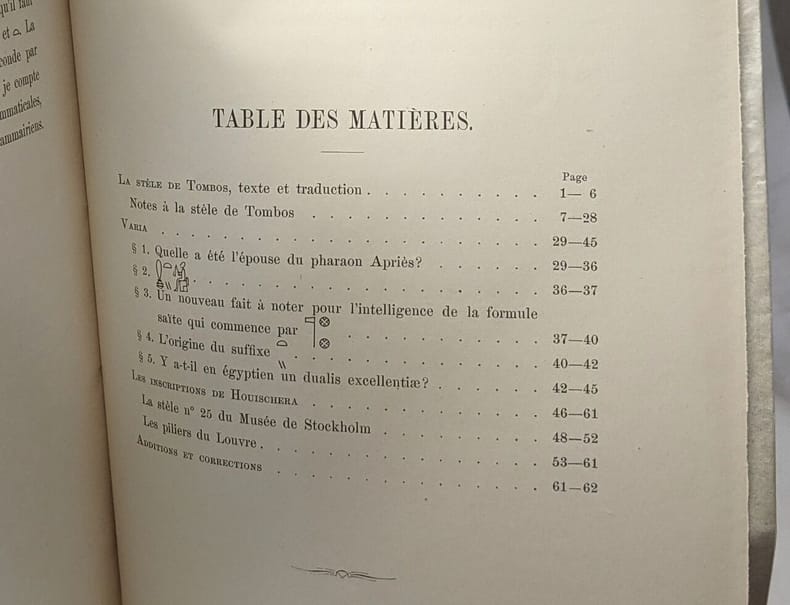 qu'il faut
et 𓏏. La
conde par
je compte
mmaticales,
ammairiens.
TABLE DES MATIÈRES.
Page
LA STÈLE DE TOMBOS, texte et traduction . . . . . . . . . . 1— 6
Notes à la stèle de Tombos . . . . . . . . . . . 7—28
VARIA . . . . . . . . . . . . . . . . . 29—45
§ 1. Quelle a été l'épouse du pharaon Apriès? . . . . . 29—36
§ 2. . . . . . . . . . . . . . . . 36—37
§ 3. Un nouveau fait à noter pour l'intelligence de la formule
saïte qui commence par 𓊹𓊖𓊖 . . . . . . . . 37—40
§ 4. L'origine du suffixe 𓏏𓏭 . . . . . . . . . . 40—42
§ 5. Y a-t-il en égyptien un dualis excellentiæ? . . . . . 42—45
LES INSCRIPTIONS DE HOUISCHERA . . . . . . . . . . 46—61
La stèle n° 25 du Musée de Stockholm . . . . . . . 48—52
Les piliers du Louvre . . . . . . . . . . . . 53—61
ADDITIONS ET CORRECTIONS . . . . . . . . . . . 61—62